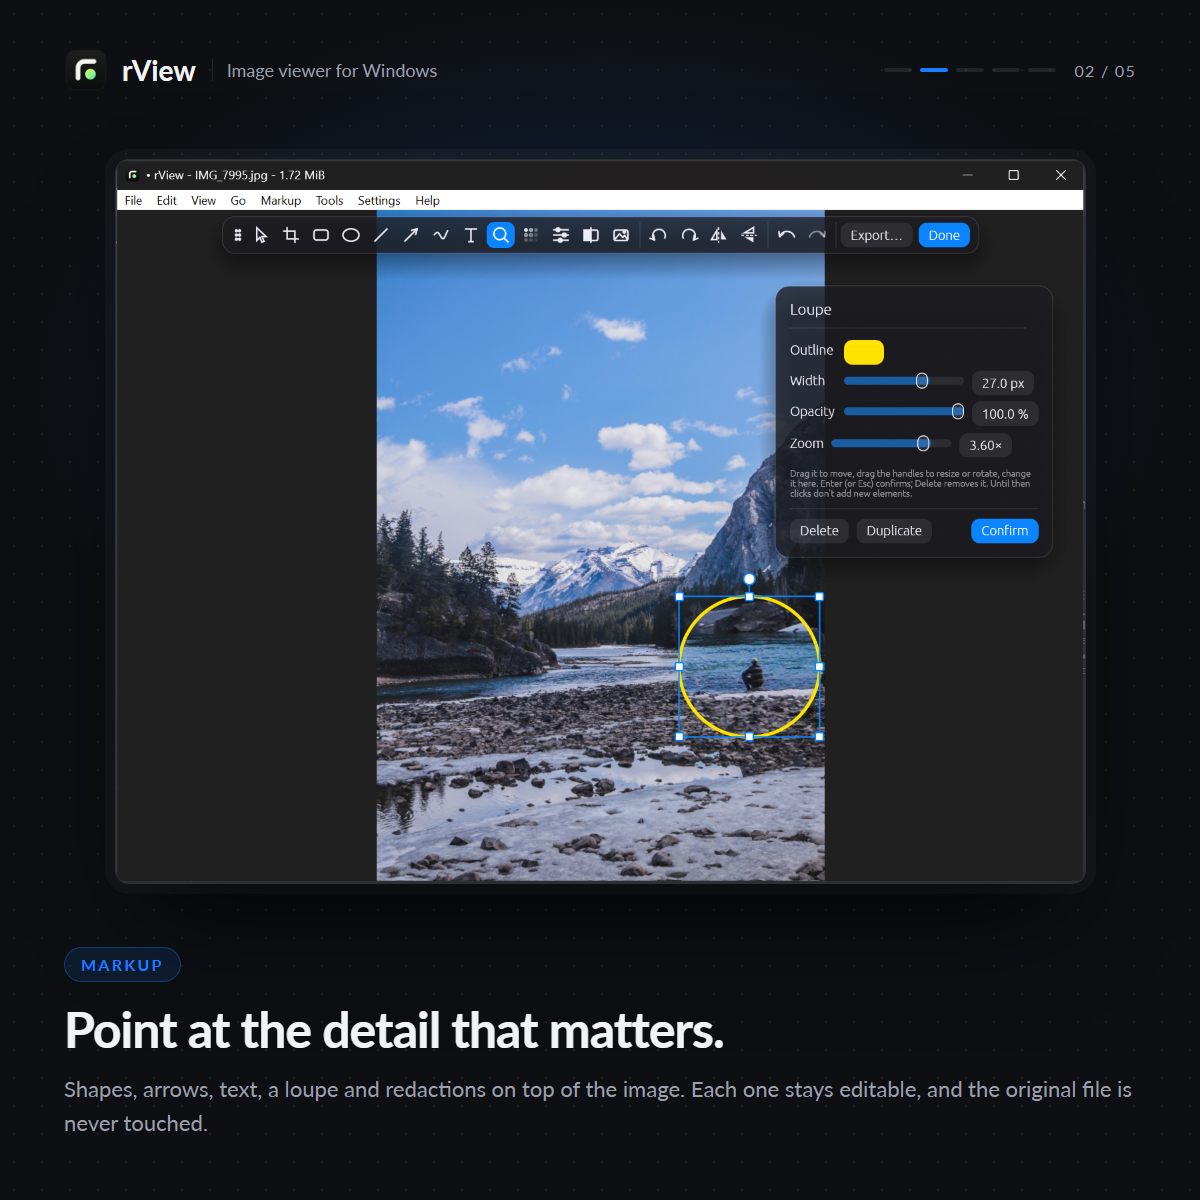 rView
Image viewer for Windows
02 / 05
• rView - IMG_7995.jpg - 1.72 MiB
File Edit View Go Markup Tools Settings Help
Export...
Done
Loupe
Outline
Width
27.0 px
Opacity
100.0 %
Zoom
3.60×
Drag it to move, drag the handles to resize or rotate, change
it here. Enter (or Esc) confirms; Delete removes it. Until then
clicks don't add new elements.
Delete
Duplicate
Confirm
MARKUP
Point at the detail that matters.
Shapes, arrows, text, a loupe and redactions on top of the image. Each one stays editable, and the original file is
never touched.